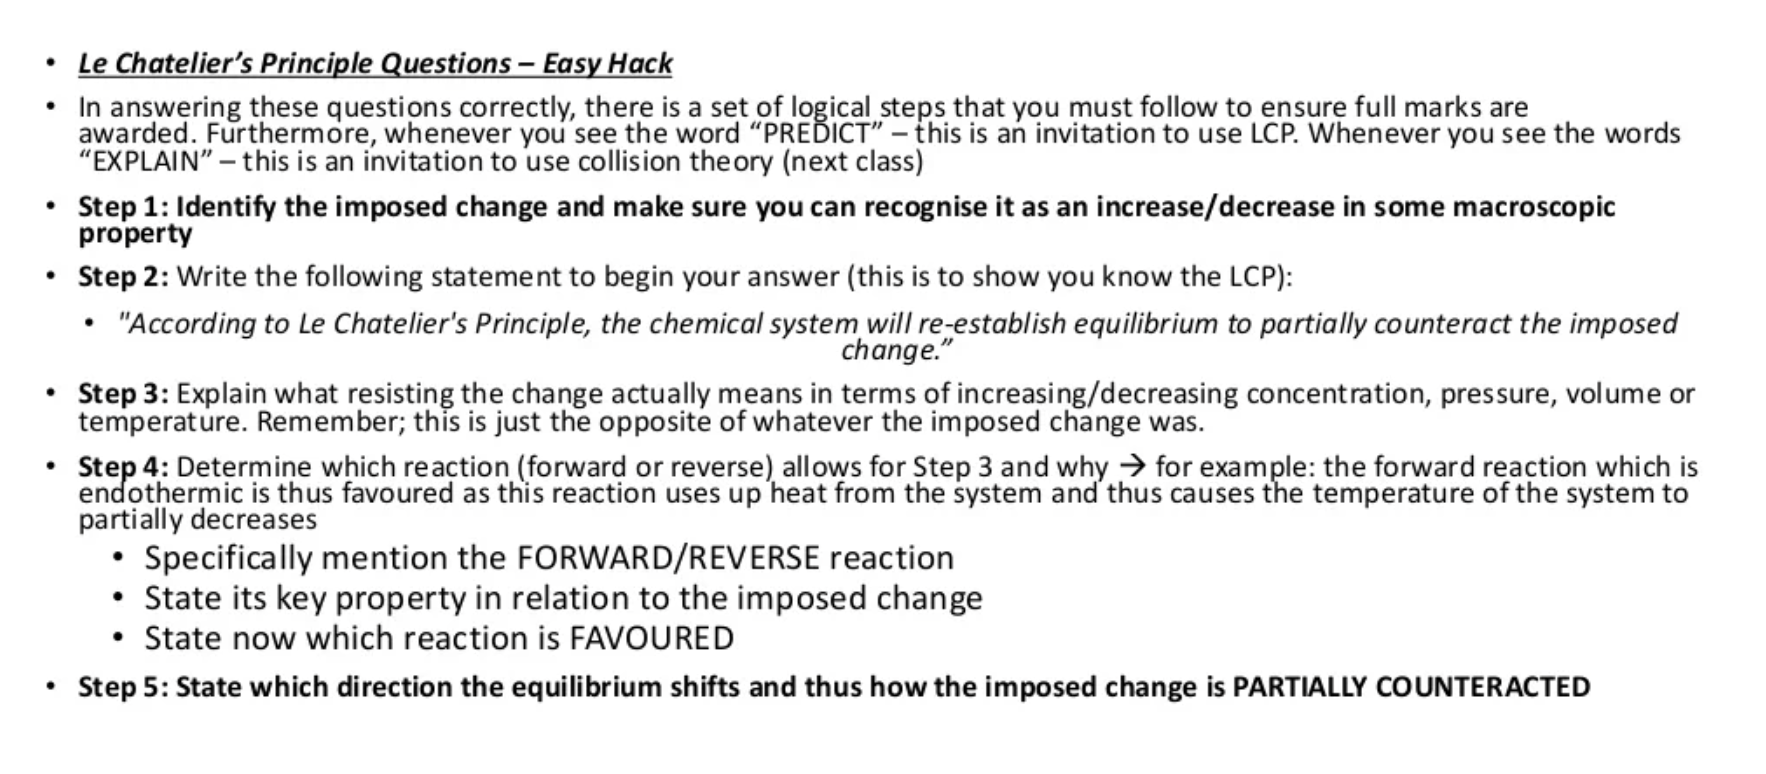 • Le Chatelier's Principle Questions – Easy Hack
• In answering these questions correctly, there is a set of logical steps that you must follow to ensure full marks are
awarded. Furthermore, whenever you see the word “PREDICT” – this is an invitation to use LCP. Whenever you see the words
“EXPLAIN” – this is an invitation to use collision theory (next class)
• Step 1: Identify the imposed change and make sure you can recognise it as an increase/decrease in some macroscopic
property
• Step 2: Write the following statement to begin your answer (this is to show you know the LCP):
• "According to Le Chatelier's Principle, the chemical system will re-establish equilibrium to partially counteract the imposed
change.”
• Step 3: Explain what resisting the change actually means in terms of increasing/decreasing concentration, pressure, volume or
temperature. Remember; this is just the opposite of whatever the imposed change was.
• Step 4: Determine which reaction (forward or reverse) allows for Step 3 and why → for example: the forward reaction which is
endothermic is thus favoured as this reaction uses up heat from the system and thus causes the temperature of the system to
partially decreases
• Specifically mention the FORWARD/REVERSE reaction
• State its key property in relation to the imposed change
• State now which reaction is FAVOURED
• Step 5: State which direction the equilibrium shifts and thus how the imposed change is PARTIALLY COUNTERACTED